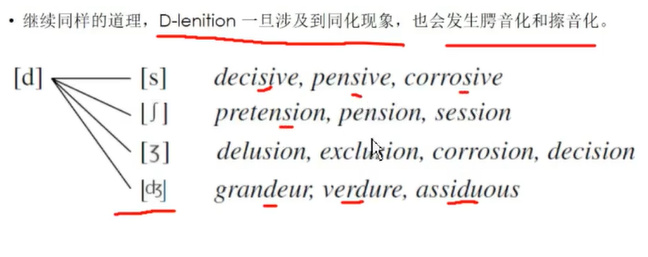 • 继续同样的道理，D-lenition 一旦涉及到同化现象，也会发生腭音化和擦音化。
[d] [s] decisive, pensive, corrosive
[ʃ] pretension, pension, session
[ʒ] delusion, exclusion, corrosion, decision
[ʤ] grandeur, verdure, assiduous